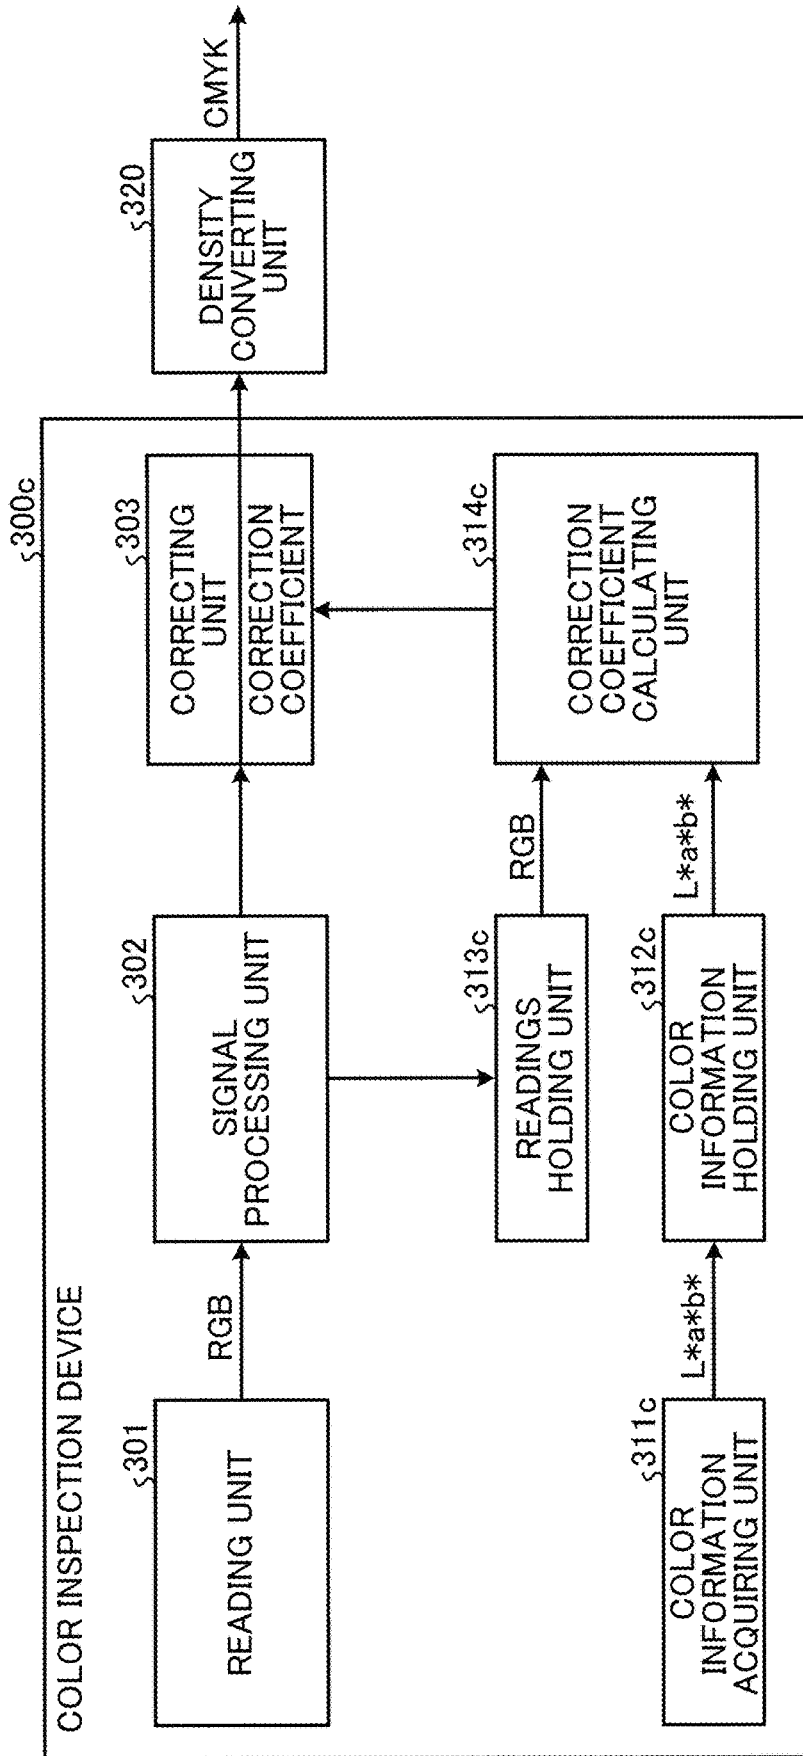 COLOR INSPECTION DEVICE
300c
301
READING UNIT
RGB
302
SIGNAL
PROCESSING UNIT
303
CORRECTING
UNIT
CORRECTION
COEFFICIENT
320
DENSITY
CONVERTING
UNIT
CMYK
313c
READINGS
HOLDING UNIT
RGB
314c
CORRECTION
COEFFICIENT
CALCULATING
UNIT
311c
COLOR
INFORMATION
ACQUIRING UNIT
L*a*b*
312c
COLOR
INFORMATION
HOLDING UNIT
L*a*b*